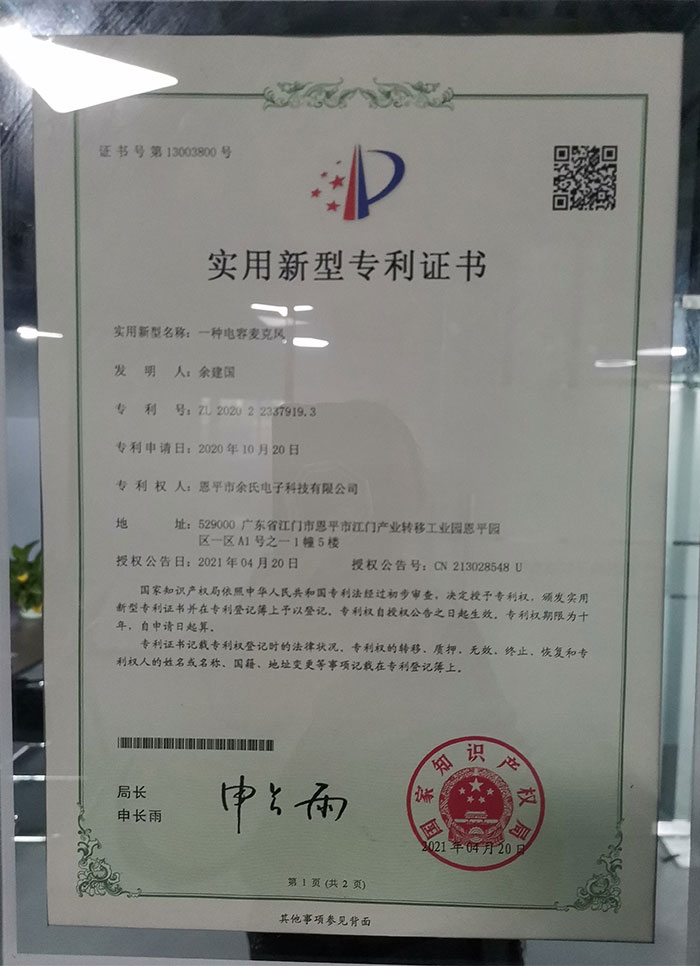 证书号第13003800号
实用新型专利证书
实用新型名称：一种电容麦克风
发 明 人：余建国
专 利 号：ZL 2020 2 2337919.3
专利申请日：2020年10月20日
专 利 权 人：恩平市余氏电子科技有限公司
地 址：529000 广东省江门市恩平市江门产业转移工业园恩平园
区一区A1号之一1幢5楼
授权公告日：2021年04月20日 授权公告号：CN 213028548 U
国家知识产权局依照中华人民共和国专利法经过初步审查，决定授予专利权，颁发实用
新型专利证书并在专利登记簿上予以登记。专利权自授权公告之日起生效。专利权期限为十
年，自申请日起算。
专利证书记载专利权登记时的法律状况。专利权的转移、质押、无效、终止、恢复和专
利权人的姓名或名称、国籍、地址变更等事项记载在专利登记簿上。
局长
申长雨
申长雨
国家知识产权局
2021年04月20日
第 1 页 (共 2 页)
其他事项参见背面